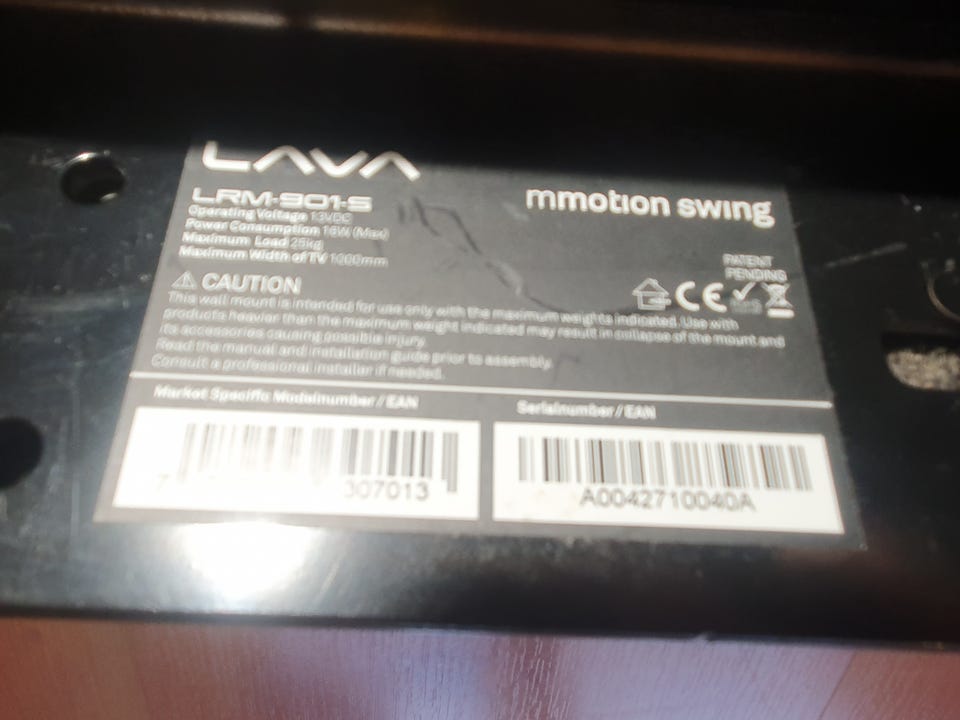 LAVA
LRM-901-S
mmotion swing
Operating Voltage 13VDC
Power Consumption 18W (Max)
Maximum Load 25kg
Maximum Width of TV 1000mm
PATENT
PENDING
CAUTION
CE
This wall mount is intended for use only with the maximum weights indicated. Use with
products heavier than the maximum weight indicated may result in collapse of the mount and
its accessories causing possible injury.
Read the manual and installation guide prior to assembly.
Consult a professional installer if needed.
Market Specific Modelnumber / EAN
Serialnumber / EAN
7 307013
A0042710040A